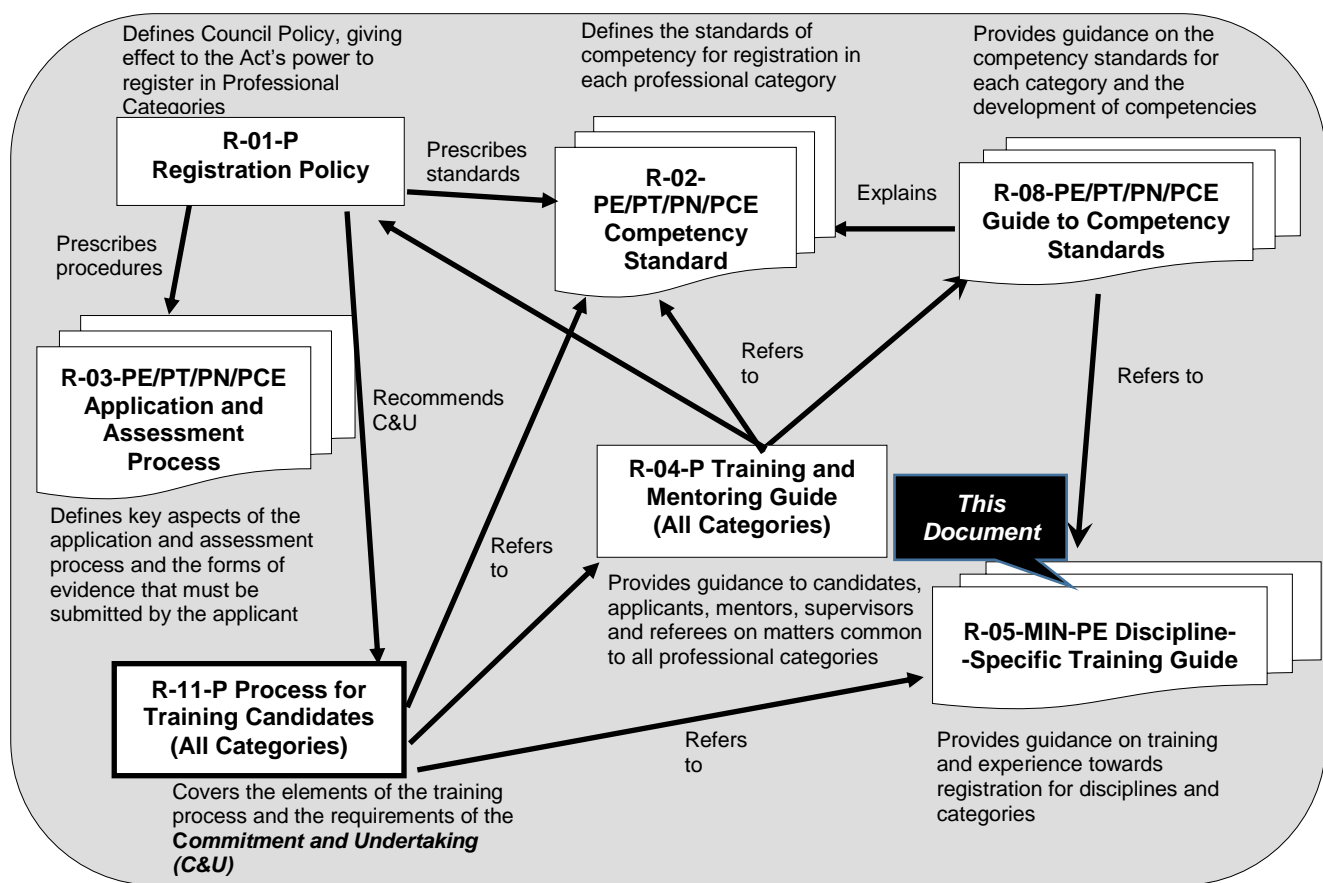 Defines Council Policy, giving
effect to the Act's power to
register in Professional
Categories
R-01-P
Registration Policy
Defines the standards of
competency for registration in
each professional category
Provides guidance on the
competency standards for
each category and the
development of competencies
Prescribes
standards
R-02-
PE/PT/PN/PCE
Competency
Standard
Explains
R-08-PE/PT/PN/PCE
Guide to Competency
Standards
Prescribes
procedures
R-03-PE/PT/PN/PCE
Application and
Assessment
Process
Defines key aspects of the
application and assessment
process and the forms of
evidence that must be
submitted by the applicant
Recommends
C&U
Refers
to
Refers to
R-04-P Training and
Mentoring Guide
(All Categories)
Provides guidance to candidates,
applicants, mentors, supervisors
and referees on matters common
to all professional categories
This
Document
R-05-MIN-PE Discipline-
-Specific Training Guide
Provides guidance on training
and experience towards
registration for disciplines and
categories
Refers
to
R-11-P Process for
Training Candidates
(All Categories)
Refers
to
Covers the elements of the training
process and the requirements of the
Commitment and Undertaking
(C&U)